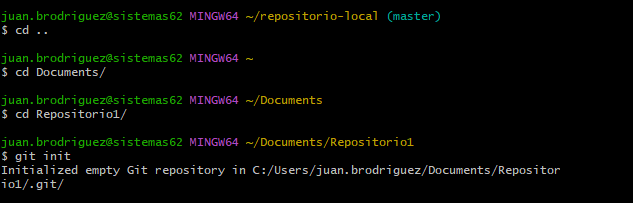 juan.brodriguez@sistemas62 MINGW64 ~/repositorio-local (master)
$ cd ..
juan.brodriguez@sistemas62 MINGW64 ~
$ cd Documents/
juan.brodriguez@sistemas62 MINGW64 ~/Documents
$ cd Repositorio1/
juan.brodriguez@sistemas62 MINGW64 ~/Documents/Repositorio1
$ git init
Initialized empty Git repository in C:/Users/juan.brodriguez/Documents/Repositor
io1/.git/